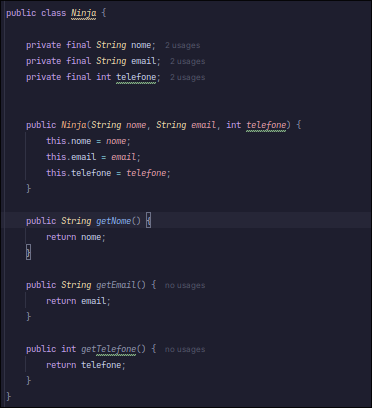 public class Ninja {
private final String nome; 2 usages
private final String email; 2 usages
private final int telefone; 2 usages
public Ninja(String nome, String email, int telefone) {
this.nome = nome;
this.email = email;
this.telefone = telefone;
}
public String getNome() {
return nome;
}
public String getEmail() { no usages
return email;
}
public int getTelefone() { no usages
return telefone;
}
}